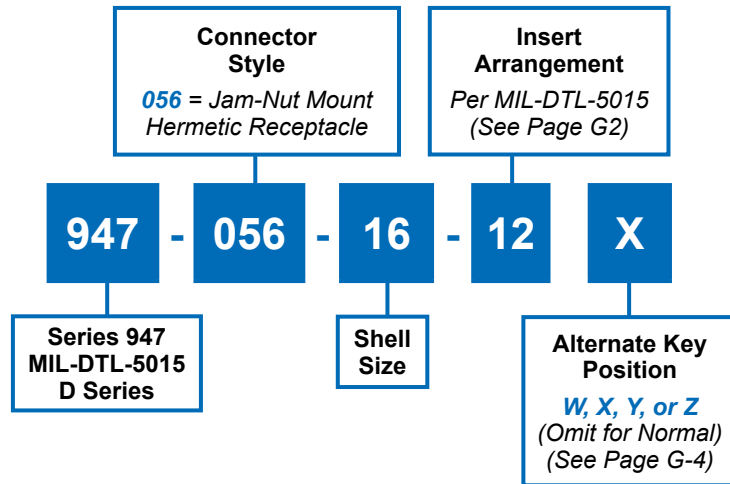 Connector
Style
056 = Jam-Nut Mount
Hermetic Receptacle
Insert
Arrangement
Per MIL-DTL-5015
(See Page G2)
947 - 056 - 16 - 12 X
Series 947
MIL-DTL-5015
D Series
Shell
Size
Alternate Key
Position
W, X, Y, or Z
(Omit for Normal)
(See Page G-4)